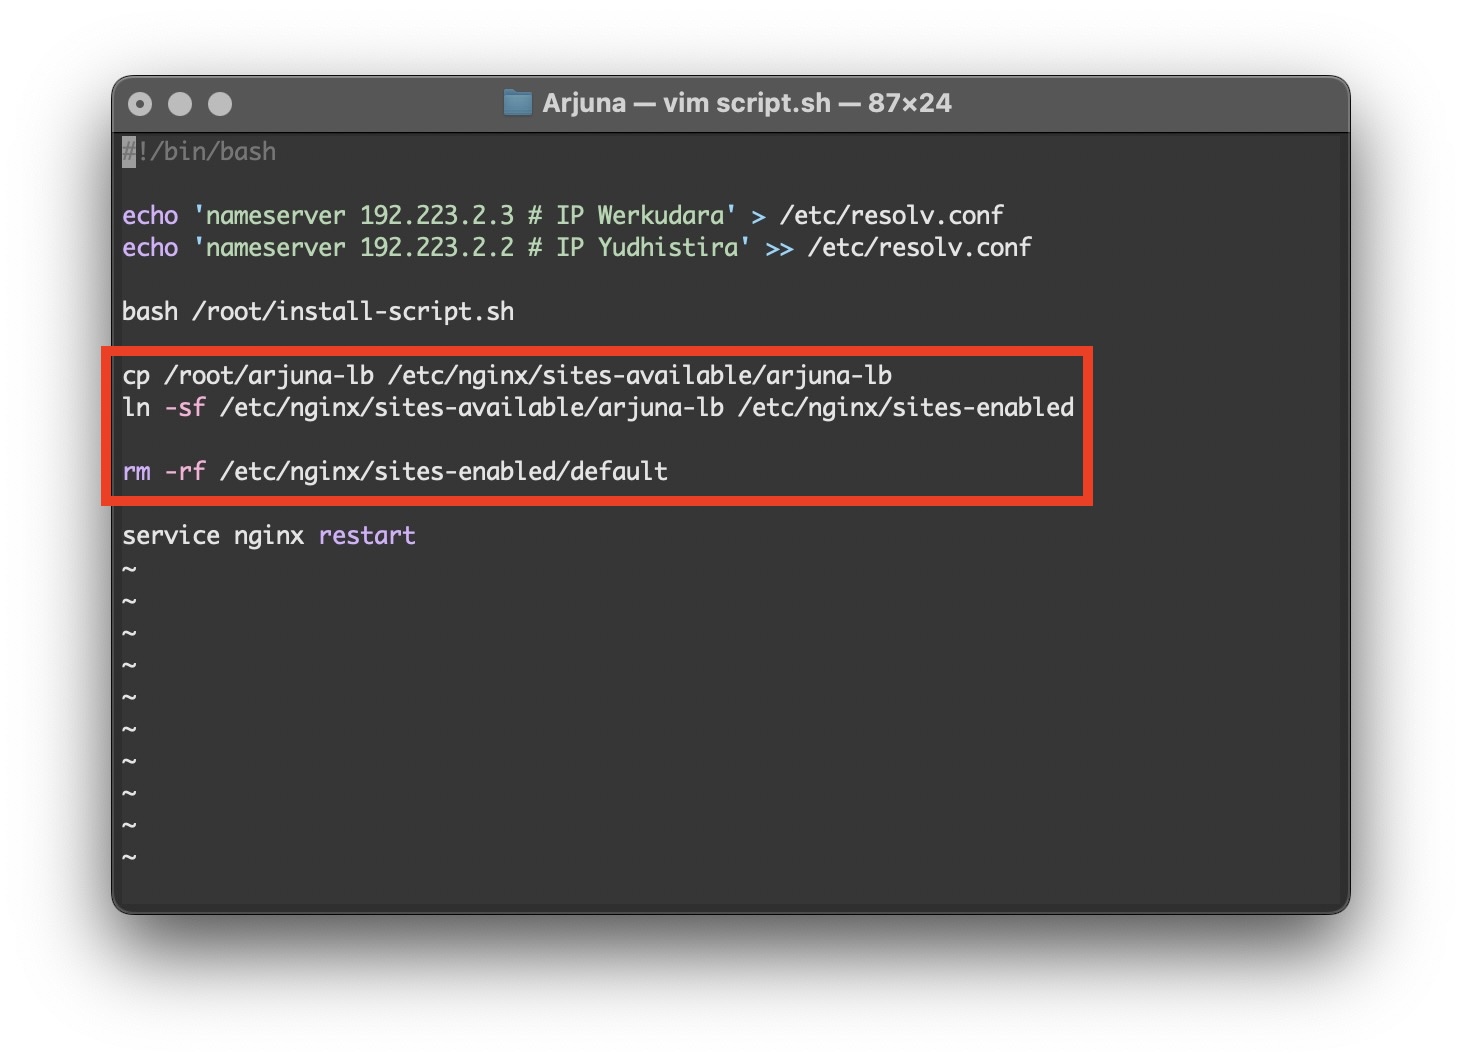 Arjuna — vim script.sh — 87×24
#!/bin/bash
echo 'nameserver 192.223.2.3 # IP Werkudara' > /etc/resolv.conf
echo 'nameserver 192.223.2.2 # IP Yudhistira' >> /etc/resolv.conf
bash /root/install-script.sh
cp /root/arjuna-lb /etc/nginx/sites-available/arjuna-lb
ln -sf /etc/nginx/sites-available/arjuna-lb /etc/nginx/sites-enabled
rm -rf /etc/nginx/sites-enabled/default
service nginx restart
~
~
~
~
~
~
~
~
~
~